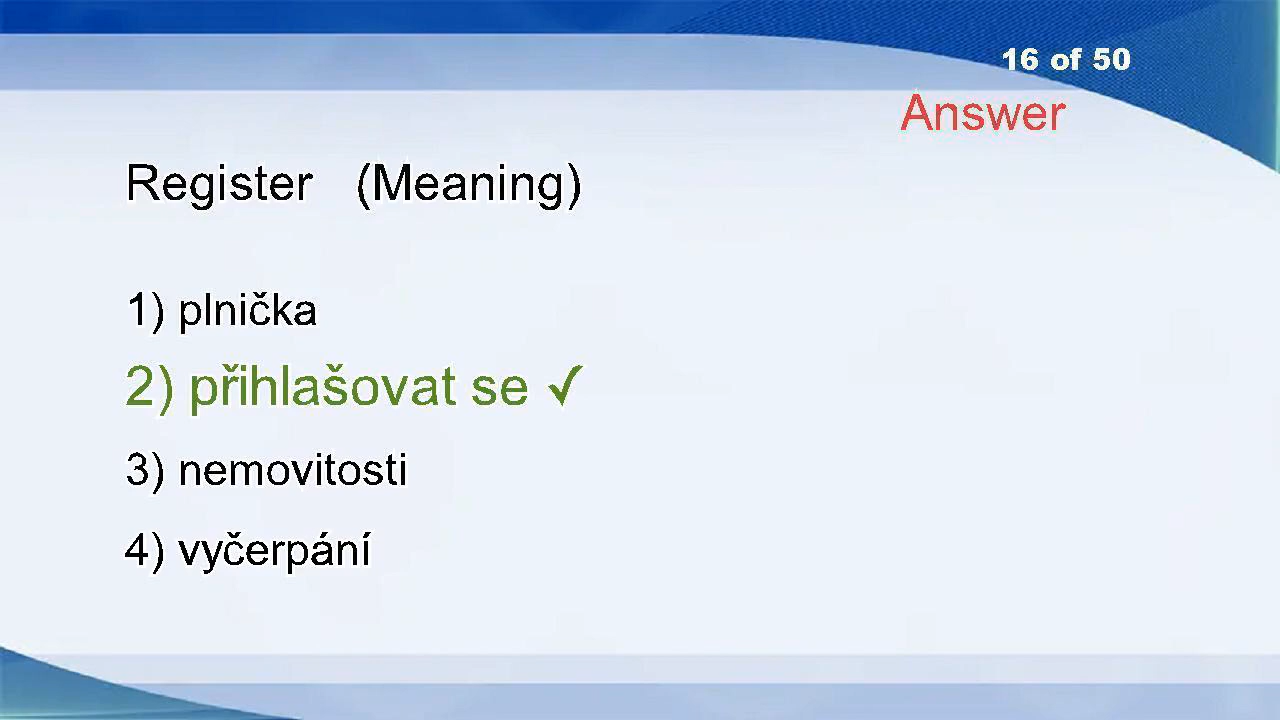 16 of 50
Answer
Register (Meaning)
1) plnička
2) přihlašovat se ✓
3) nemovitosti
4) vyčerpání